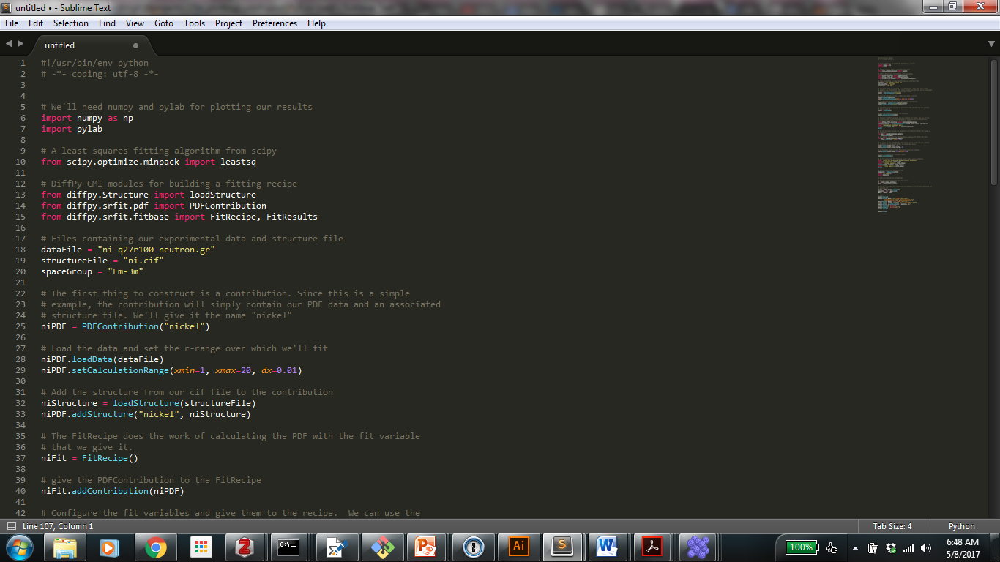 untitled • - Sublime Text
File Edit Selection Find View Goto Tools Project Preferences Help
untitled
1 #!/usr/bin/env python
2 # -*- coding: utf-8 -*-
3
4
5 # We'll need numpy and pylab for plotting our results
6 import numpy as np
7 import pylab
8
9 # A least squares fitting algorithm from scipy
10 from scipy.optimize.minpack import leastsq
11
12 # DiffPy-CMI modules for building a fitting recipe
13 from diffpy.Structure import loadStructure
14 from diffpy.srfit.pdf import PDFContribution
15 from diffpy.srfit.fitbase import FitRecipe, FitResults
16
17 # Files containing our experimental data and structure file
18 dataFile = "ni-q27r100-neutron.gr"
19 structureFile = "ni.cif"
20 spaceGroup = "Fm-3m"
21
22 # The first thing to construct is a contribution. Since this is a simple
23 # example, the contribution will simply contain our PDF data and an associated
24 # structure file. We'll give it the name "nickel"
25 niPDF = PDFContribution("nickel")
26
27 # Load the data and set the r-range over which we'll fit
28 niPDF.loadData(dataFile)
29 niPDF.setCalculationRange(xmin=1, xmax=20, dx=0.01)
30
31 # Add the structure from our cif file to the contribution
32 niStructure = loadStructure(structureFile)
33 niPDF.addStructure("nickel", niStructure)
34
35 # The FitRecipe does the work of calculating the PDF with the fit variable
36 # that we give it.
37 niFit = FitRecipe()
38
39 # give the PDFContribution to the FitRecipe
40 niFit.addContribution(niPDF)
41
42 # Configure the fit variables and give them to the recipe.  We can use the
Line 107, Column 1 Tab Size: 4 Python
C:\_
Z
P
Ai
S
W
100%
6:48 AM
5/8/2017